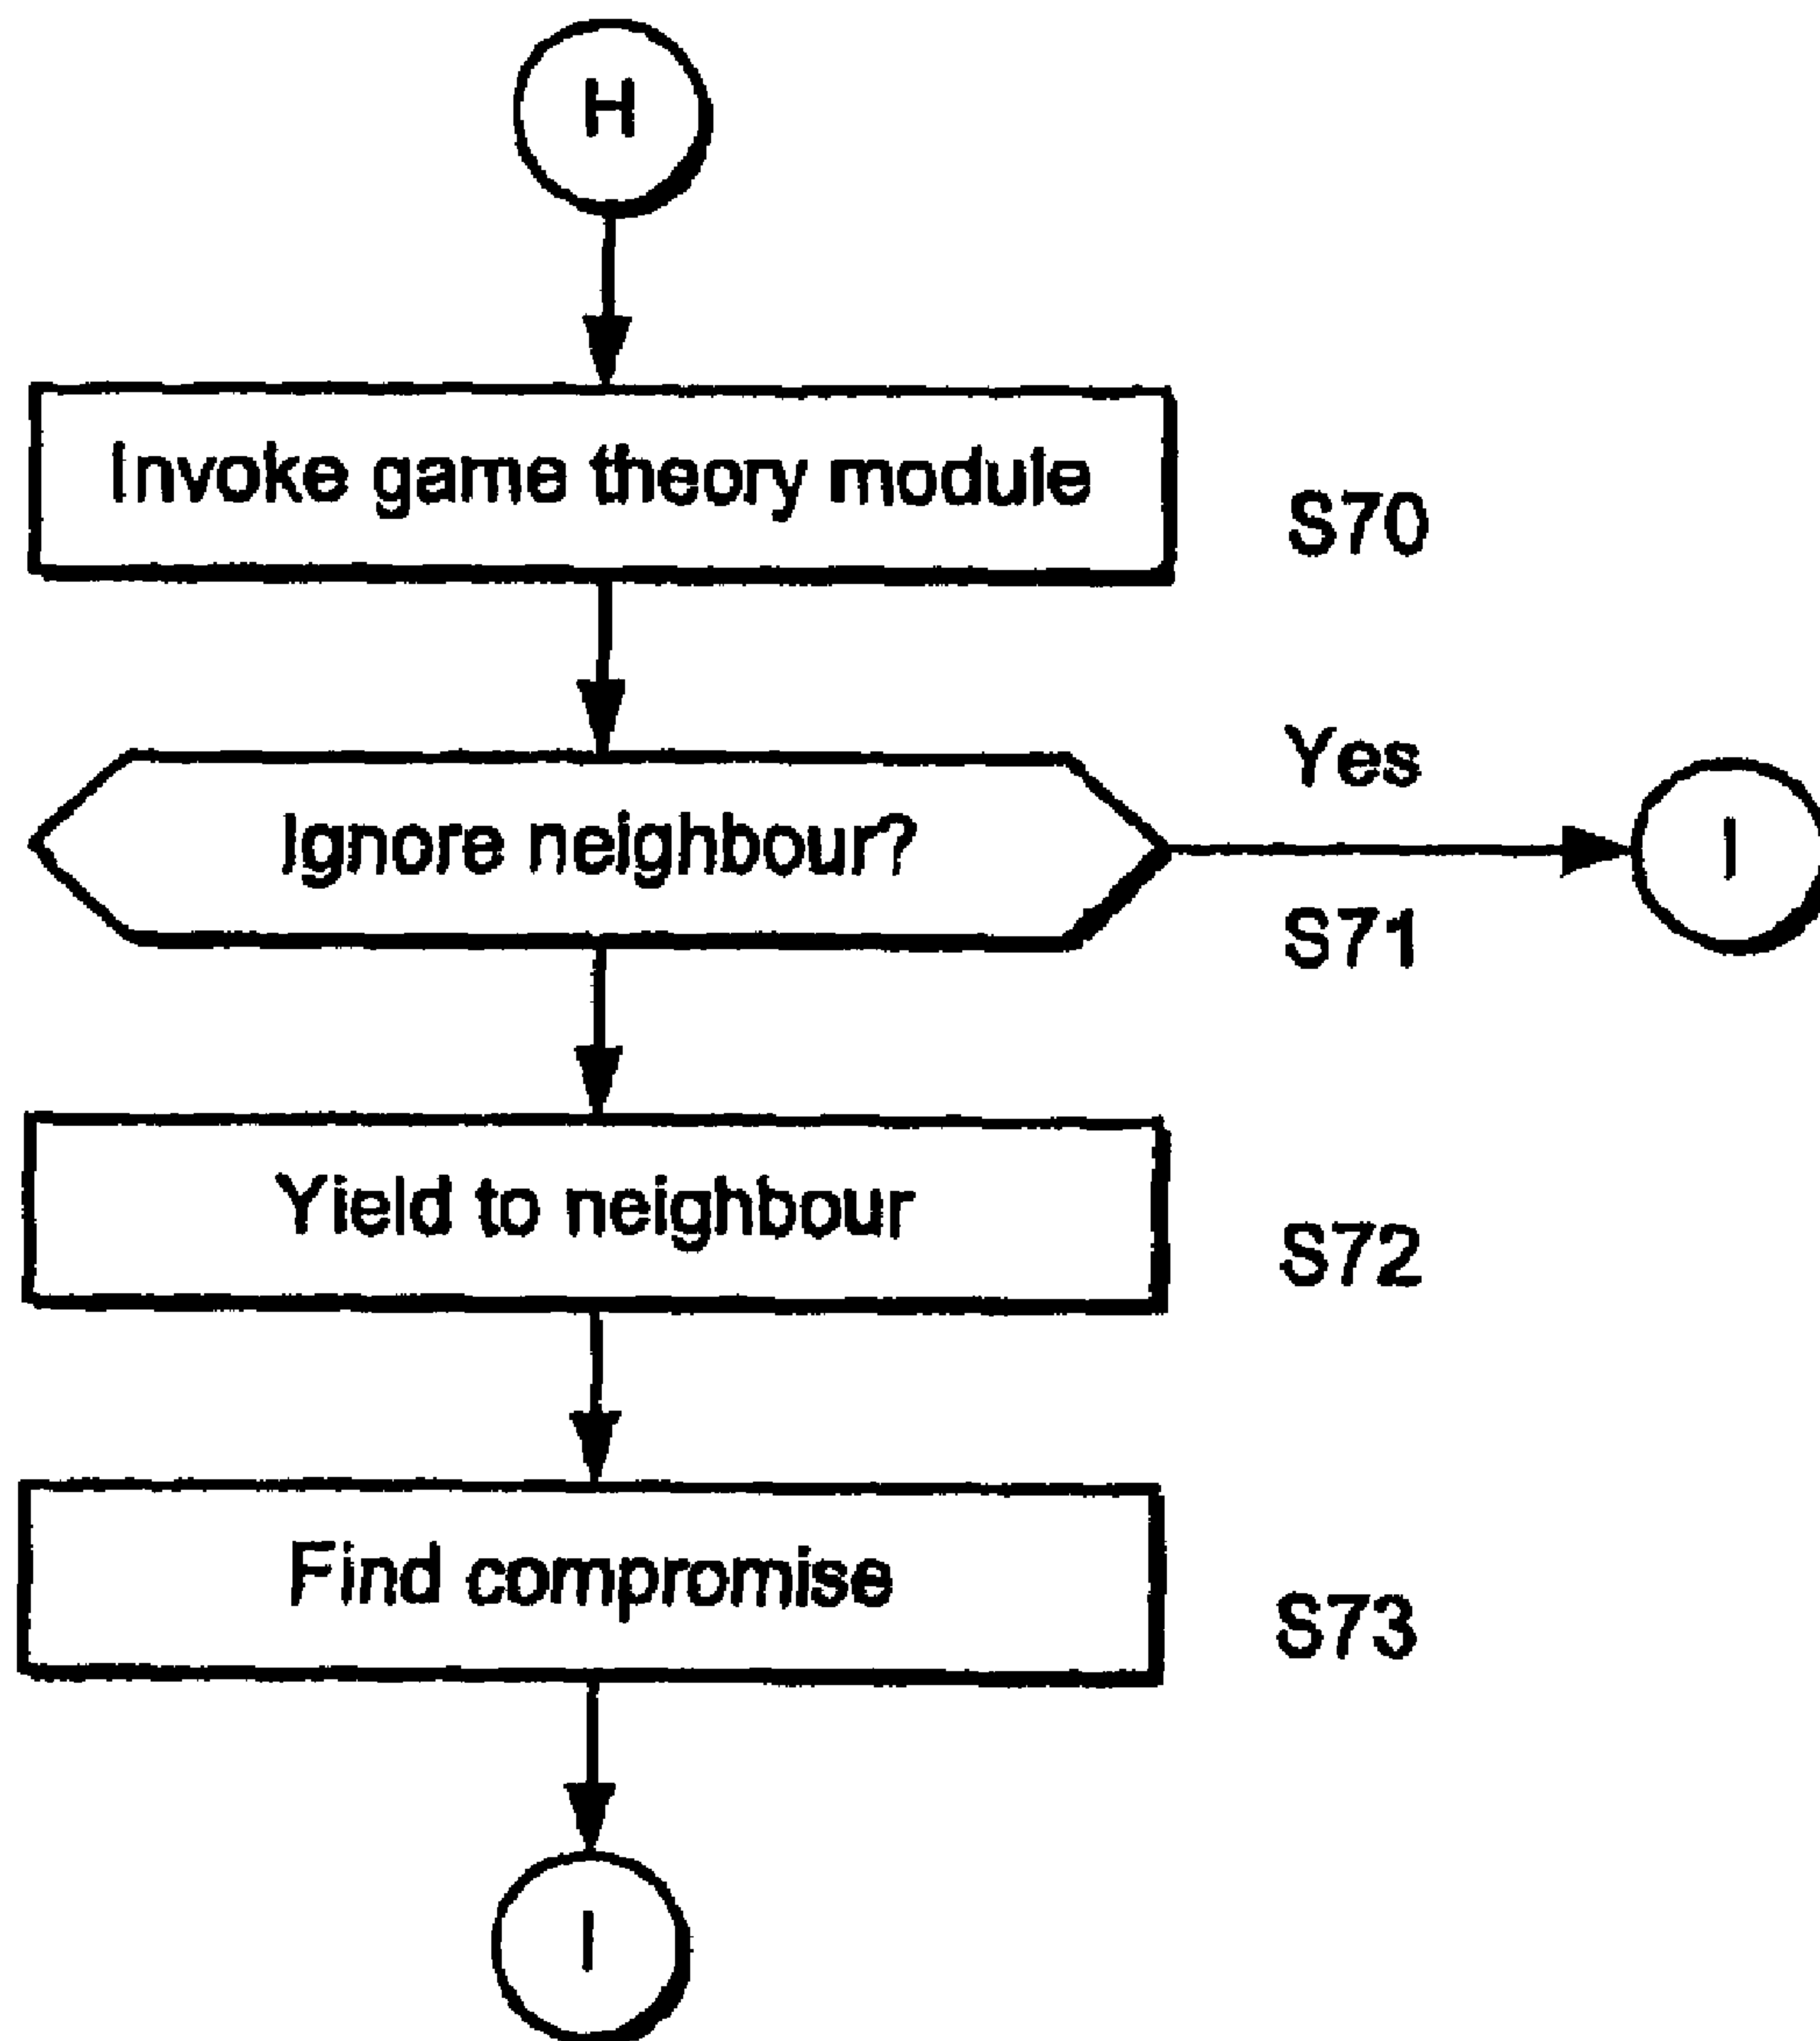 H
Invoke game theory module
S70
Yes
Ignore neighbour?
I
S71
Yield to neighbour
S72
Find compromise
S73
I